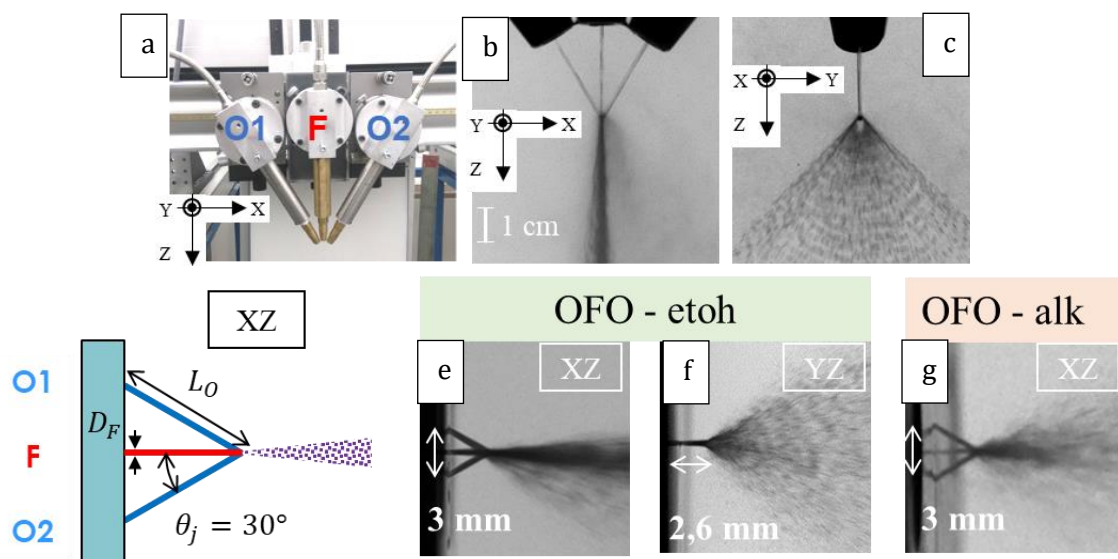 a
O1
F
O2
Y
X
Z
b
Y
X
Z
1 cm
c
X
Y
Z
XZ
O1
F
O2
D_F
L_O
θ_j = 30°
OFO - etoh
e
XZ
3 mm
f
YZ
2,6 mm
OFO - alk
g
XZ
3 mm